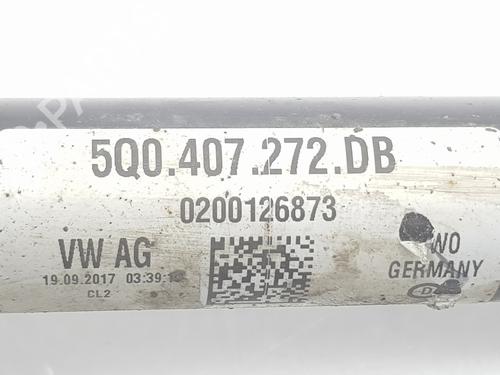 5Q0.407.272.DB
0200126873
VW AG
19.09.2017 03:39:1
CL2
WO
GERMANY